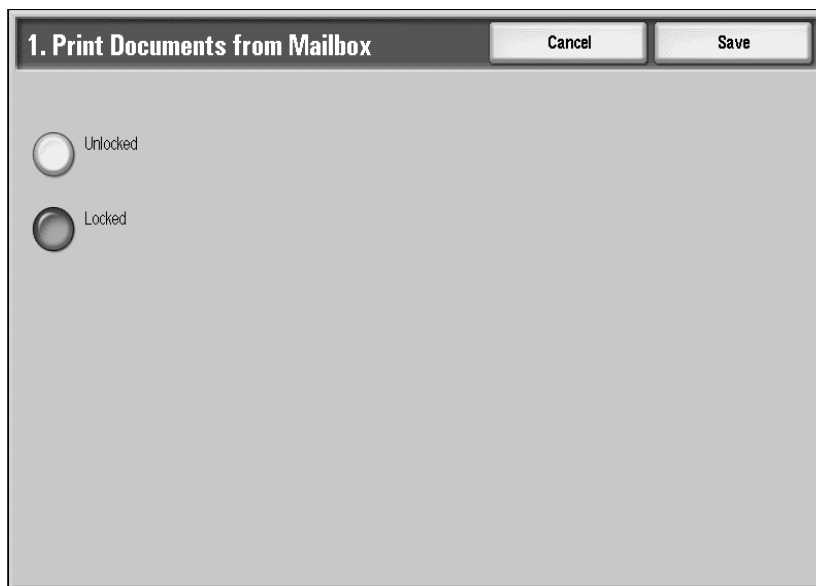 1. Print Documents from Mailbox
Cancel
Save
Unlocked
Locked